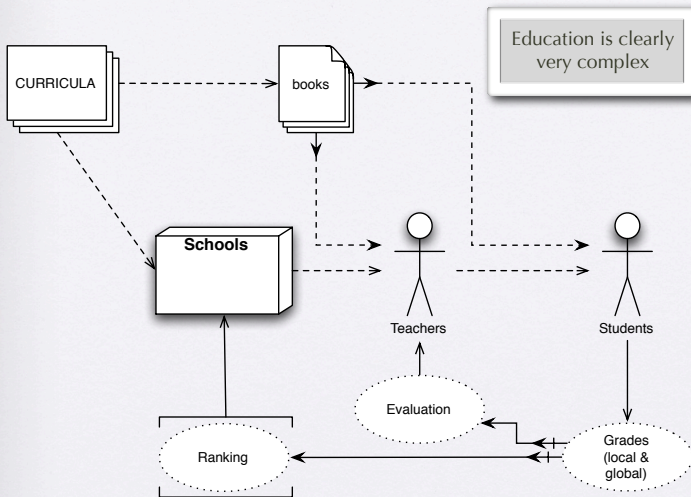 Education is clearly
very complex
CURRICULA
books
Schools
Teachers
Students
Evaluation
Ranking
Grades
(local &
global)